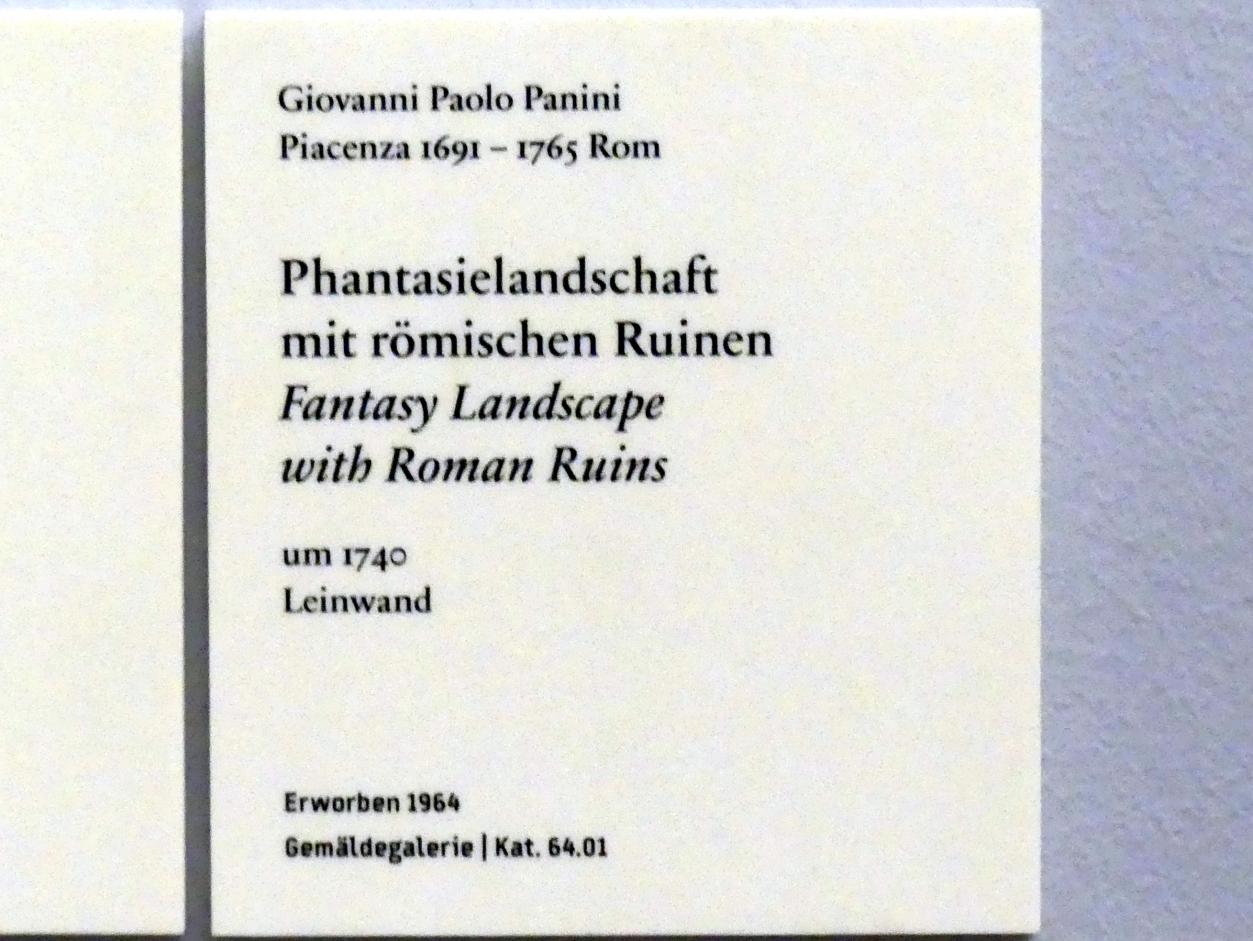 Giovanni Paolo Panini
Piacenza 1691 – 1765 Rom
Phantasielandschaft
mit römischen Ruinen
Fantasy Landscape
with Roman Ruins
um 1740
Leinwand
Erworben 1964
Gemäldegalerie | Kat. 64.01